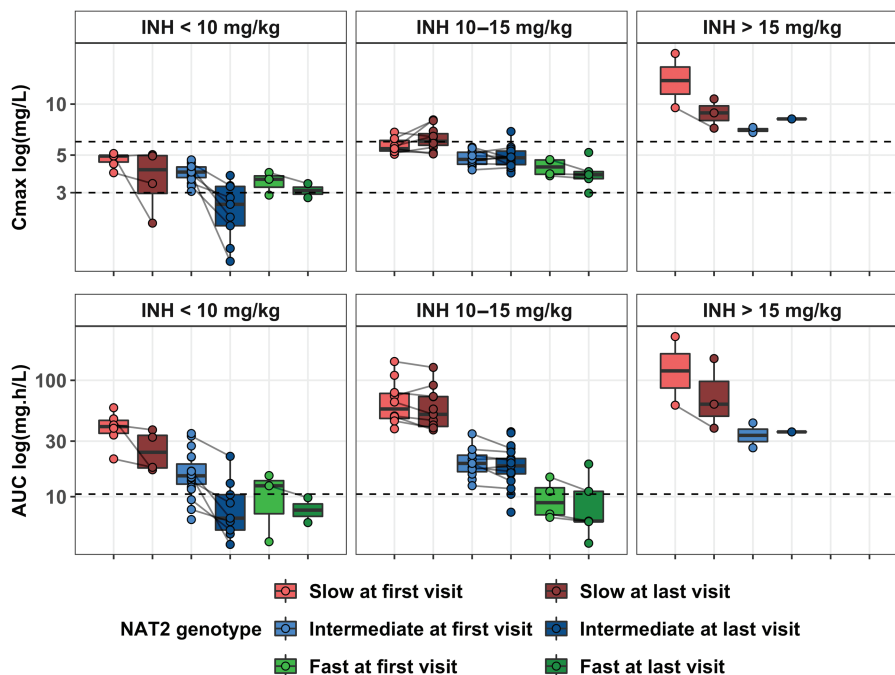 INH < 10 mg/kg
INH 10–15 mg/kg
INH > 15 mg/kg
Cmax log(mg/L)
10
5
3
INH < 10 mg/kg
INH 10–15 mg/kg
INH > 15 mg/kg
AUC log(mg.h/L)
100
30
10
NAT2 genotype
Slow at first visit
Slow at last visit
Intermediate at first visit
Intermediate at last visit
Fast at first visit
Fast at last visit